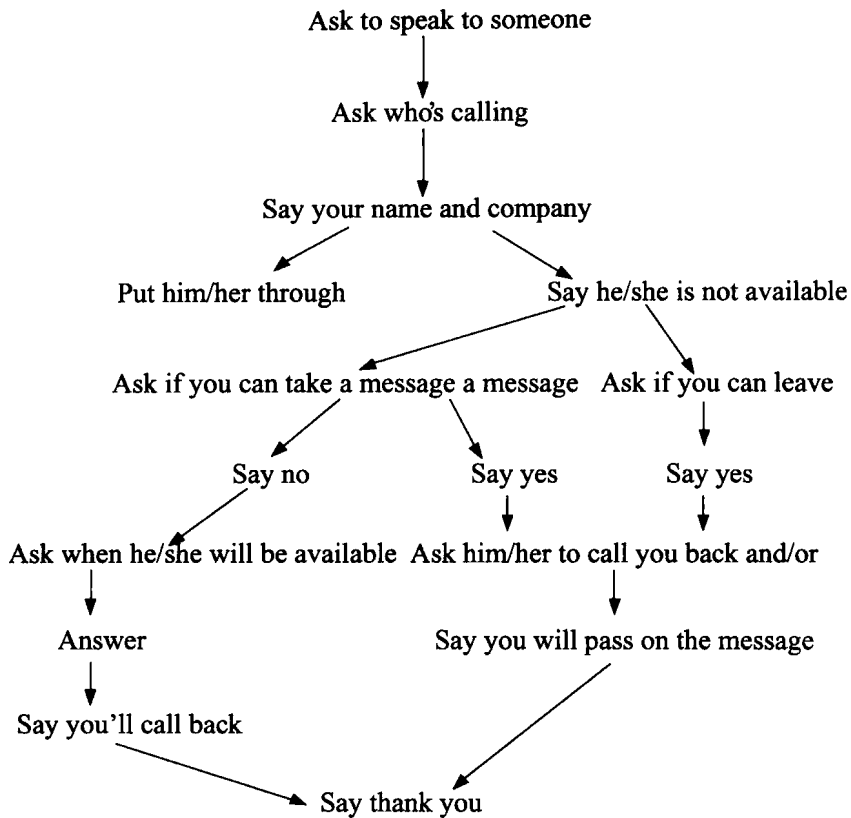 Ask to speak to someone
Ask who's calling
Say your name and company
Put him/her through
Say he/she is not available
Ask if you can take a message a message
Ask if you can leave
Say no
Say yes
Say yes
Ask when he/she will be available
Ask him/her to call you back and/or
Answer
Say you will pass on the message
Say you'll call back
Say thank you